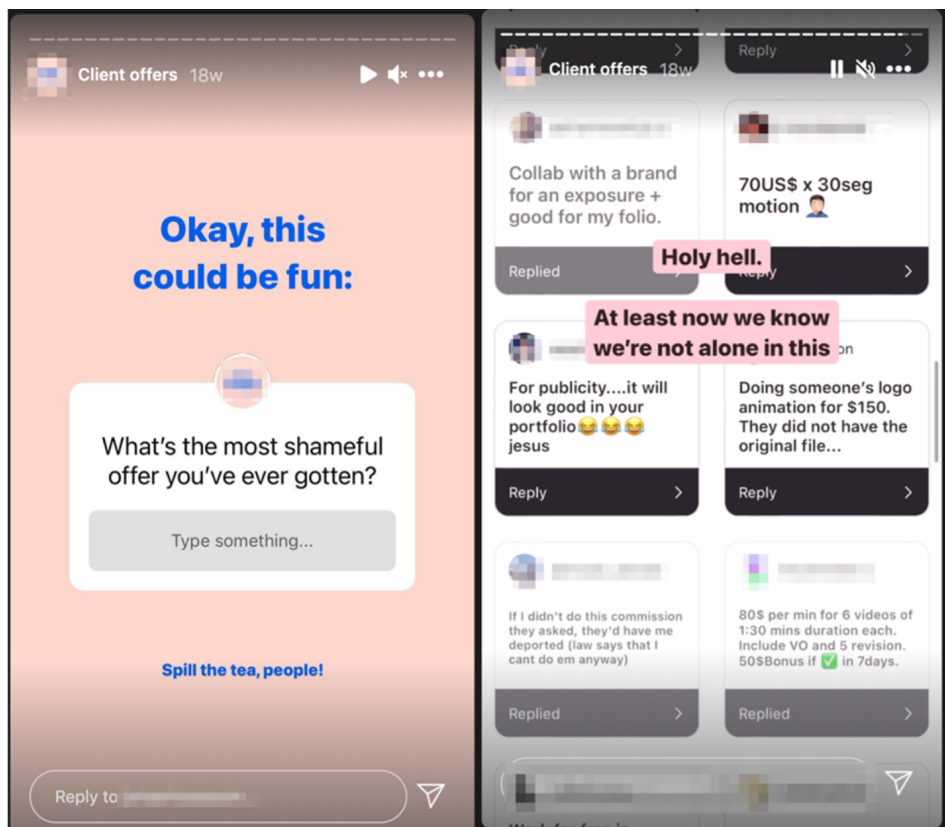 Client offers 18w
Okay, this
could be fun:
What's the most shameful
offer you've ever gotten?
Type something...
Spill the tea, people!
Reply to
Reply
Reply
Client offers 18w
Collab with a brand
for an exposure +
good for my folio.
Replied
70US$ x 30seg
motion 🤦🏻‍♂️
Reply
Holy hell.
At least now we know
we're not alone in this
For publicity....it will
look good in your
portfolio😂😂😂
jesus
Reply
on
Doing someone's logo
animation for $150.
They did not have the
original file...
Reply
If I didn't do this commission
they asked, they'd have me
deported (law says that I
cant do em anyway)
Replied
80$ per min for 6 videos of
1:30 mins duration each.
Include VO and 5 revision.
50$Bonus if ✅ in 7days.
Replied